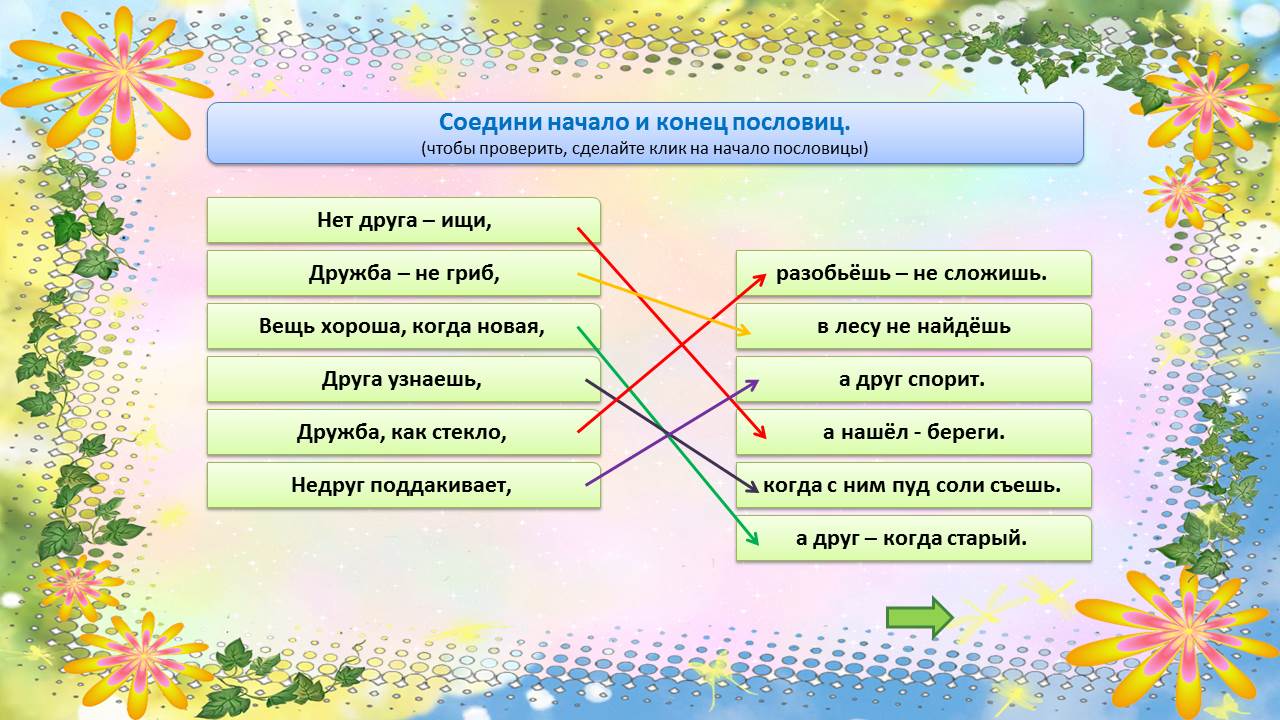 Соедини начало и конец пословиц.
(чтобы проверить, сделайте клик на начало пословицы)
Нет друга – ищи,
Дружба – не гриб,
Вещь хороша, когда новая,
Друга узнаешь,
Дружба, как стекло,
Недруг поддакивает,
разобьёшь – не сложишь.
в лесу не найдёшь
а друг спорит.
а нашёл - береги.
когда с ним пуд соли съешь.
а друг – когда старый.